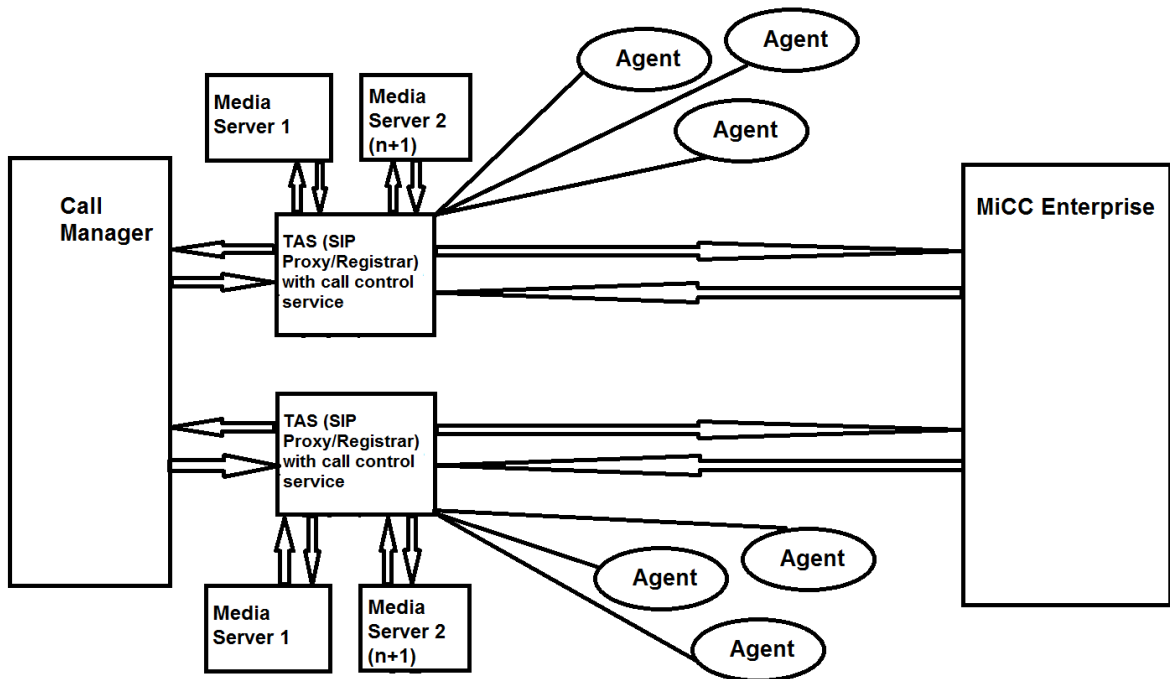 Agent
Agent
Agent
Media
Server 1
Media
Server 2
(n+1)
Call
Manager
TAS (SIP
Proxy/Registrar)
with call control
service
MiCC Enterprise
TAS (SIP
Proxy/Registrar)
with call control
service
Media
Server 1
Media
Server 2
(n+1)
Agent
Agent
Agent